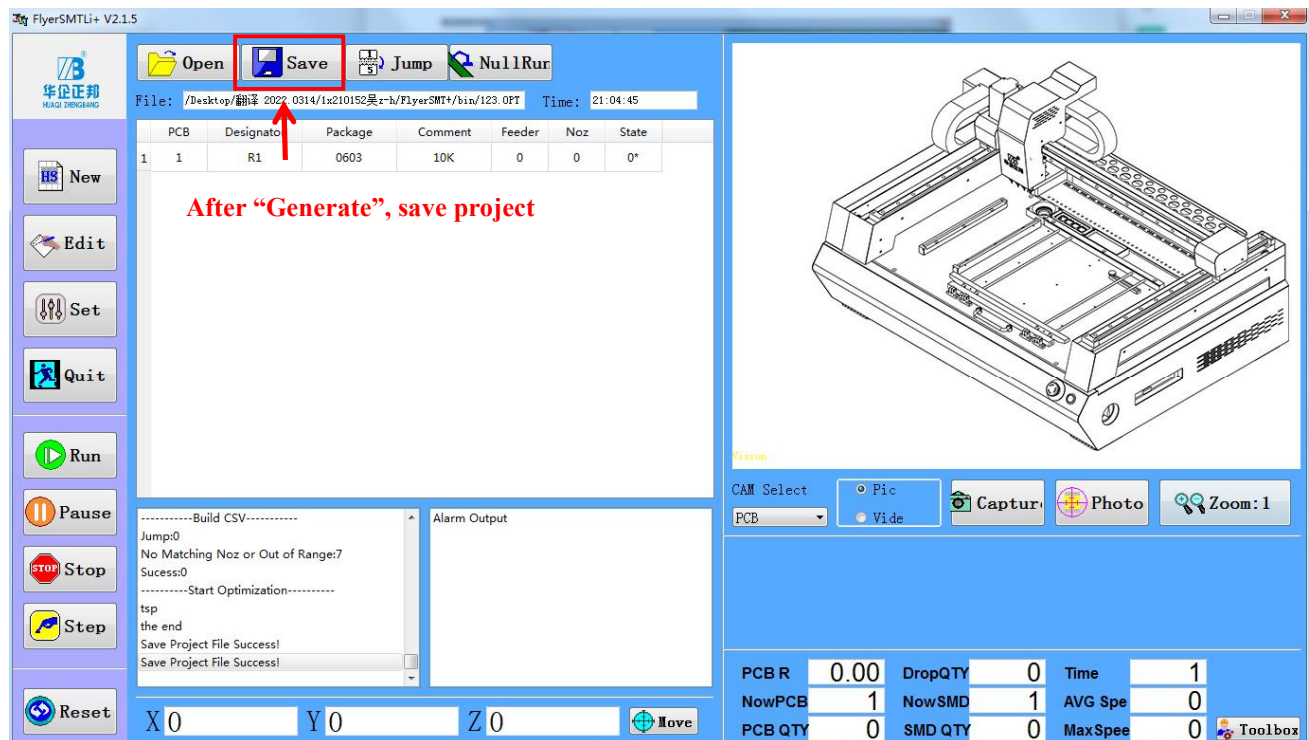 FlyerSMTLi+ V2.1.5
华企正邦
HUAQI ZHENGBANG
Open
Save
Jump
NullRun
File: /Desktop/翻译 2022.0314/1x210152吴z-h/FlyerSMT+/bin/123.OPT Time: 21:04:45
PCB Designator Package Comment Feeder Noz State
1 1 R1 0603 10K 0 0 0*
After “Generate”, save project
HS New
Edit
Set
Quit
Run
Pause
STOP Stop
Step
Reset
----------Build CSV----------
Jump:0
No Matching Noz or Out of Range:7
Sucess:0
----------Start Optimization----------
tsp
the end
Save Project File Success!
Save Project File Success!
Alarm Output
X 0 Y 0 Z 0 Move
Vision
CAM Select
PCB
Pic
Vide
Captur
Photo
Zoom:1
PCB R 0.00 DropQTY 0 Time 1
NowPCB 1 NowSMD 1 AVG Spe 0
PCB QTY 0 SMD QTY 0 MaxSpee 0
Toolbox